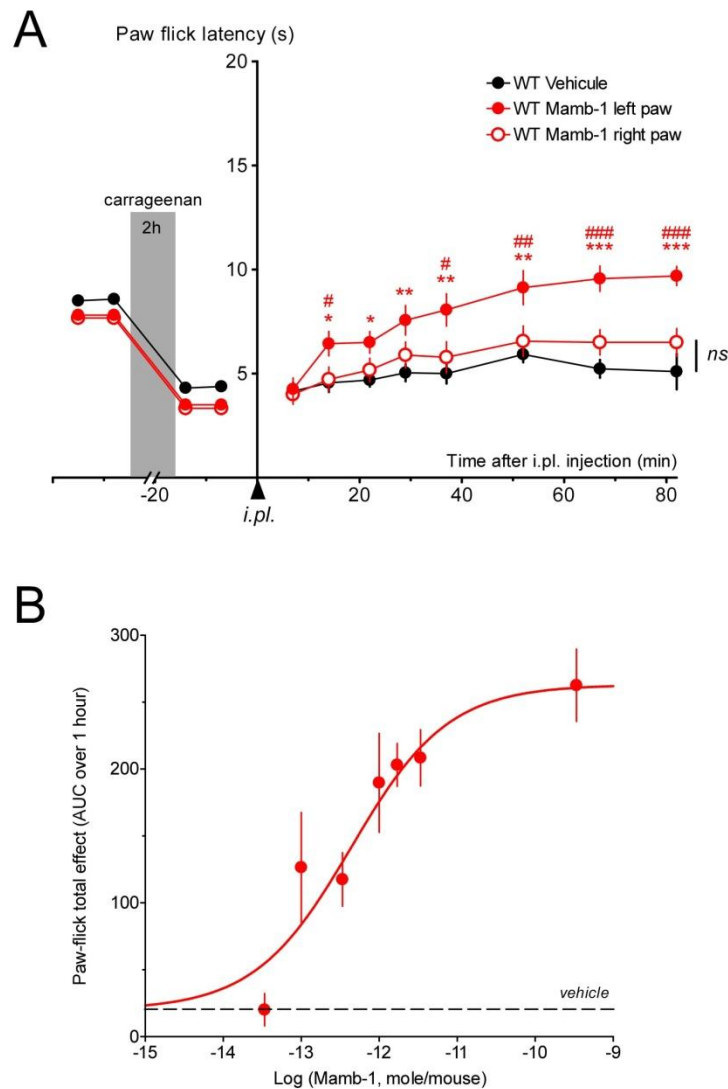 A
Paw flick latency (s)
20
WT Vehicule
WT Mamb-1 left paw
15
WT Mamb-1 right paw
carrageenan
2h
# ## ### ###
# * * ** ** ** *** ***
10
5
ns
Time after i.pl. injection (min)
-20 20 40 60 80
i.pl.
B
300
Paw-flick total effect (AUC over 1 hour)
200
100
vehicle
0
-15 -14 -13 -12 -11 -10 -9
Log (Mamb-1, mole/mouse)